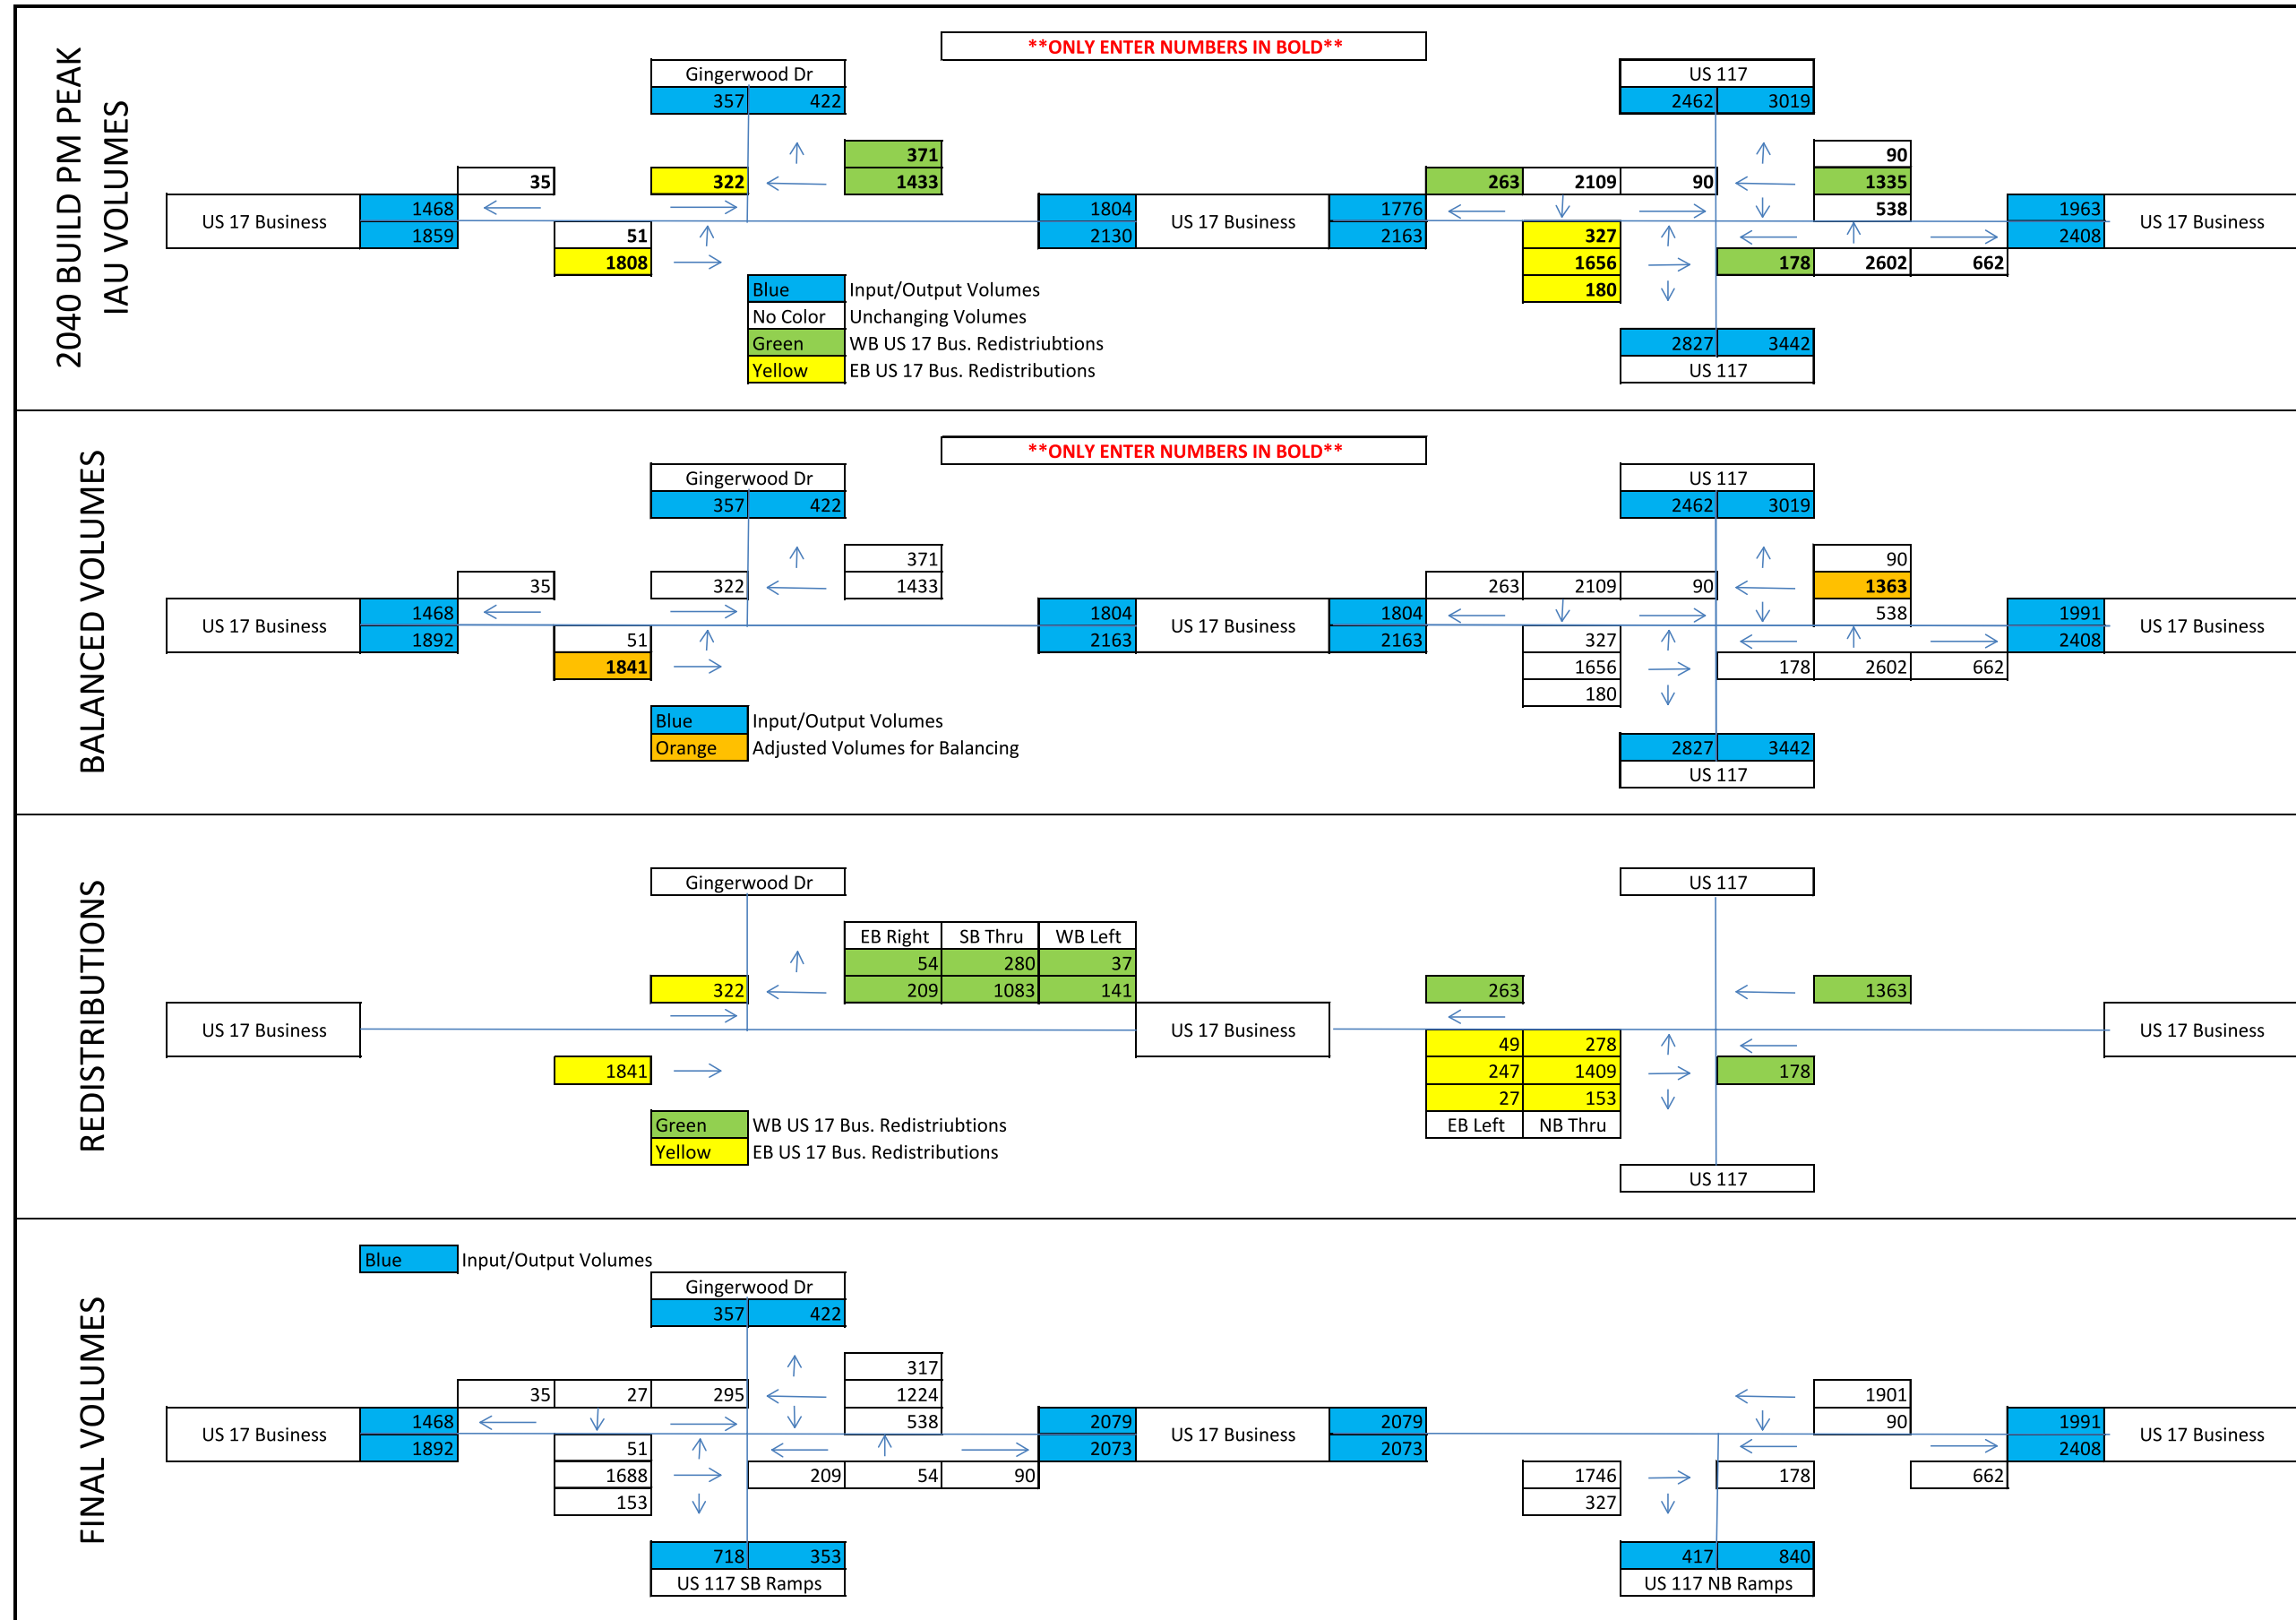 2040 BUILD PM PEAK
IAU VOLUMES
**ONLY ENTER NUMBERS IN BOLD**
Gingerwood Dr US 117
357 422 2462 3019
371 90
35 322 1433 263 2109 90 1335
US 17 Business 1468 1804 US 17 Business 1776 538 1963 US 17 Business
1859 51 2130 2163 327 2408
1808 1656 178 2602 662
Blue Input/Output Volumes 180
No Color Unchanging Volumes
Green WB US 17 Bus. Redistriubtions 2827 3442
Yellow EB US 17 Bus. Redistributions US 117
BALANCED VOLUMES
**ONLY ENTER NUMBERS IN BOLD**
Gingerwood Dr US 117
357 422 2462 3019
371 90
35 322 1433 263 2109 90 1363
US 17 Business 1468 1804 US 17 Business 1804 538 1991 US 17 Business
1892 51 2163 2163 327 2408
1841 1656 178 2602 662
180
Blue Input/Output Volumes
Orange Adjusted Volumes for Balancing 2827 3442
US 117
REDISTRIBUTIONS
Gingerwood Dr US 117
EB Right SB Thru WB Left
54 280 37
322 209 1083 141 263 1363
US 17 Business US 17 Business US 17 Business
49 278
1841 247 1409 178
27 153
Green WB US 17 Bus. Redistriubtions EB Left NB Thru
Yellow EB US 17 Bus. Redistributions
US 117
FINAL VOLUMES
Blue Input/Output Volumes
Gingerwood Dr
357 422
317
35 27 295 1224 1901
US 17 Business 1468 538 2079 US 17 Business 2079 90 1991 US 17 Business
1892 51 2073 2073 2408
1688 209 54 90 1746 178 662
153 327
718 353 417 840
US 117 SB Ramps US 117 NB Ramps